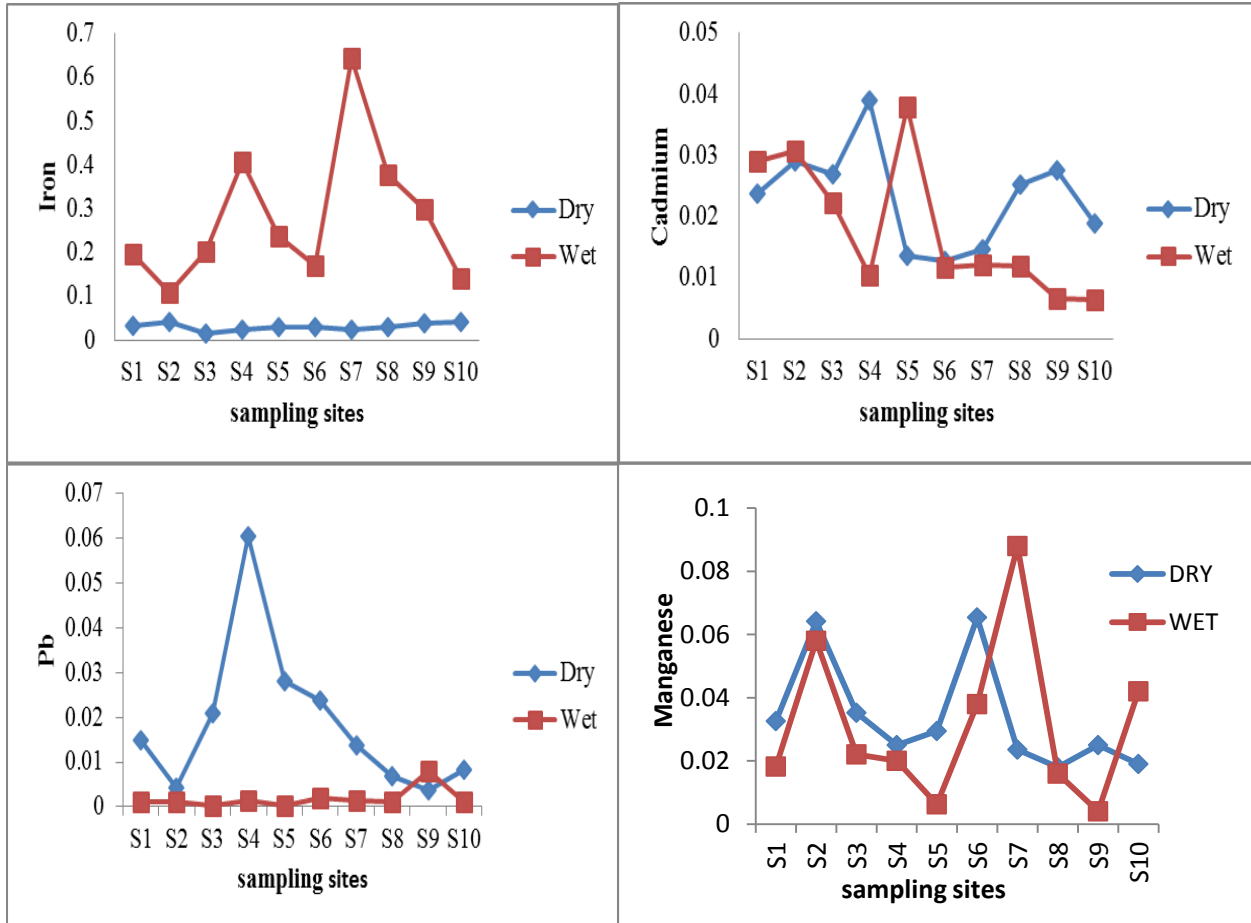 0.7
0.6
0.5
0.4
0.3
0.2
0.1
0
Iron
S1 S2 S3 S4 S5 S6 S7 S8 S9 S10
sampling sites
Dry
Wet
0.05
0.04
0.03
0.02
0.01
0
Cadmium
S1 S2 S3 S4 S5 S6 S7 S8 S9 S10
sampling sites
Dry
Wet
0.07
0.06
0.05
0.04
0.03
0.02
0.01
0
Pb
S1 S2 S3 S4 S5 S6 S7 S8 S9 S10
sampling sites
Dry
Wet
0.1
0.08
0.06
0.04
0.02
0
Manganese
S1 S2 S3 S4 S5 S6 S7 S8 S9 S10
sampling sites
DRY
WET